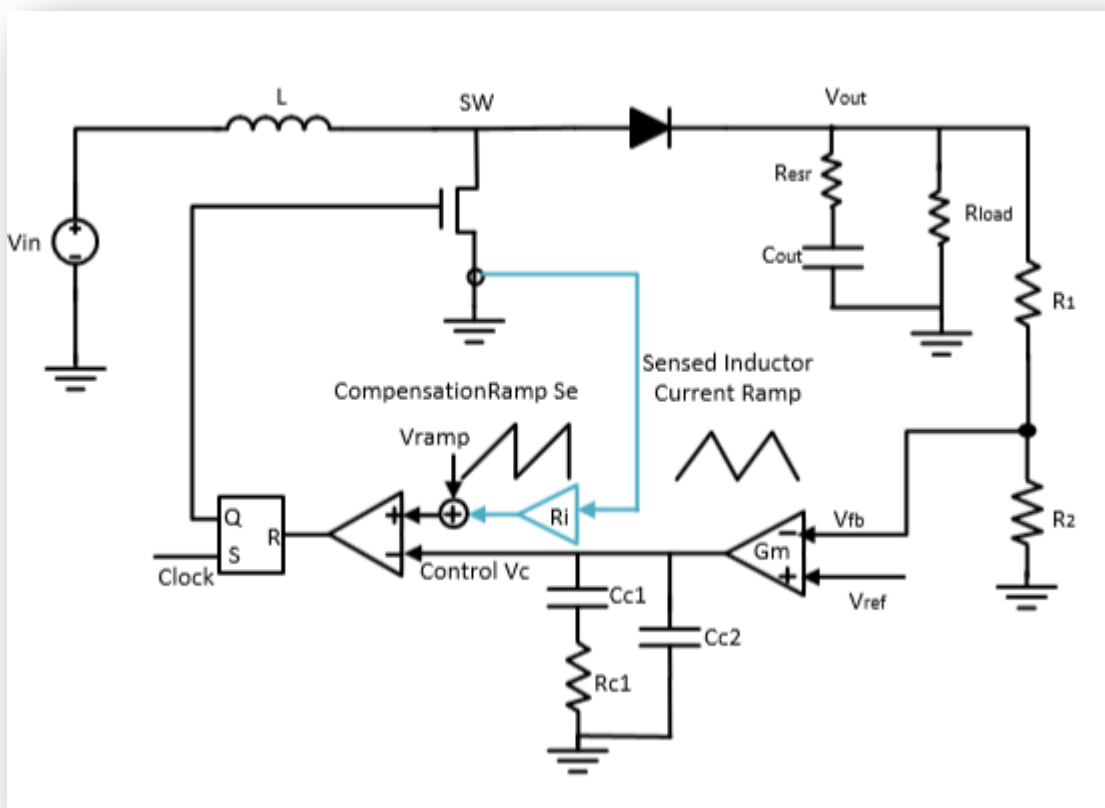 L
SW
Vout
Resr
Rload
Vin
+
-
Cout
R1
Sensed Inductor
Current Ramp
CompensationRamp Se
Vramp
+
+
Ri
Q
R
S
Clock
-
Control Vc
-
Vfb
Gm
+
Vref
R2
Cc1
Cc2
Rc1